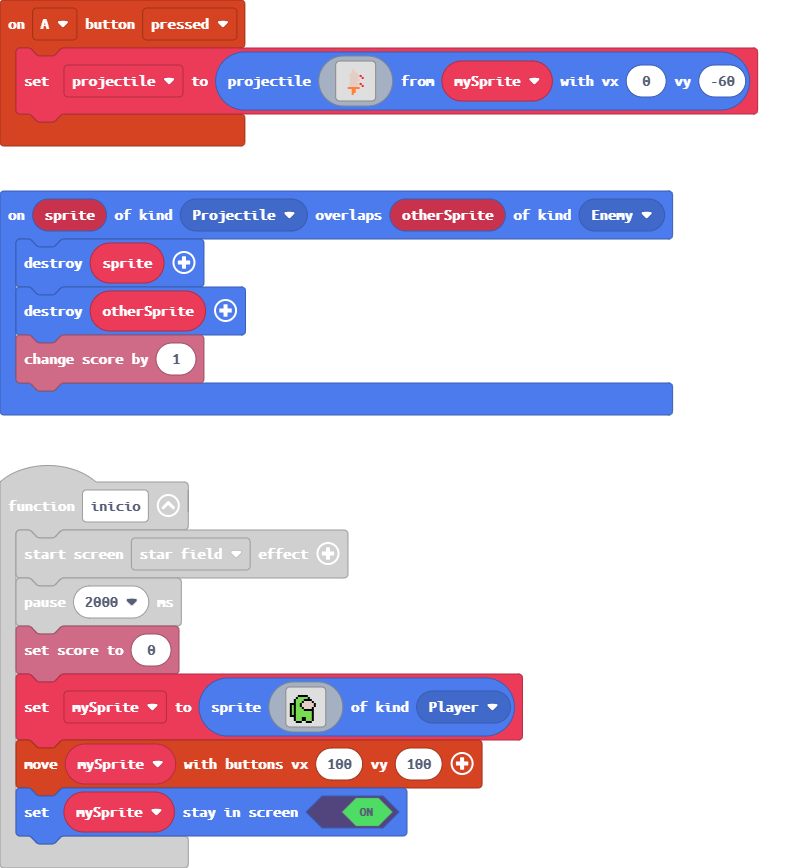 on A button pressed
set projectile to projectile from mySprite with vx 0 vy -60
on sprite of kind Projectile overlaps otherSprite of kind Enemy
destroy sprite
destroy otherSprite
change score by 1
function inicio
start screen star field effect
pause 2000 ms
set score to 0
set mySprite to sprite of kind Player
move mySprite with buttons vx 100 vy 100
set mySprite stay in screen ON